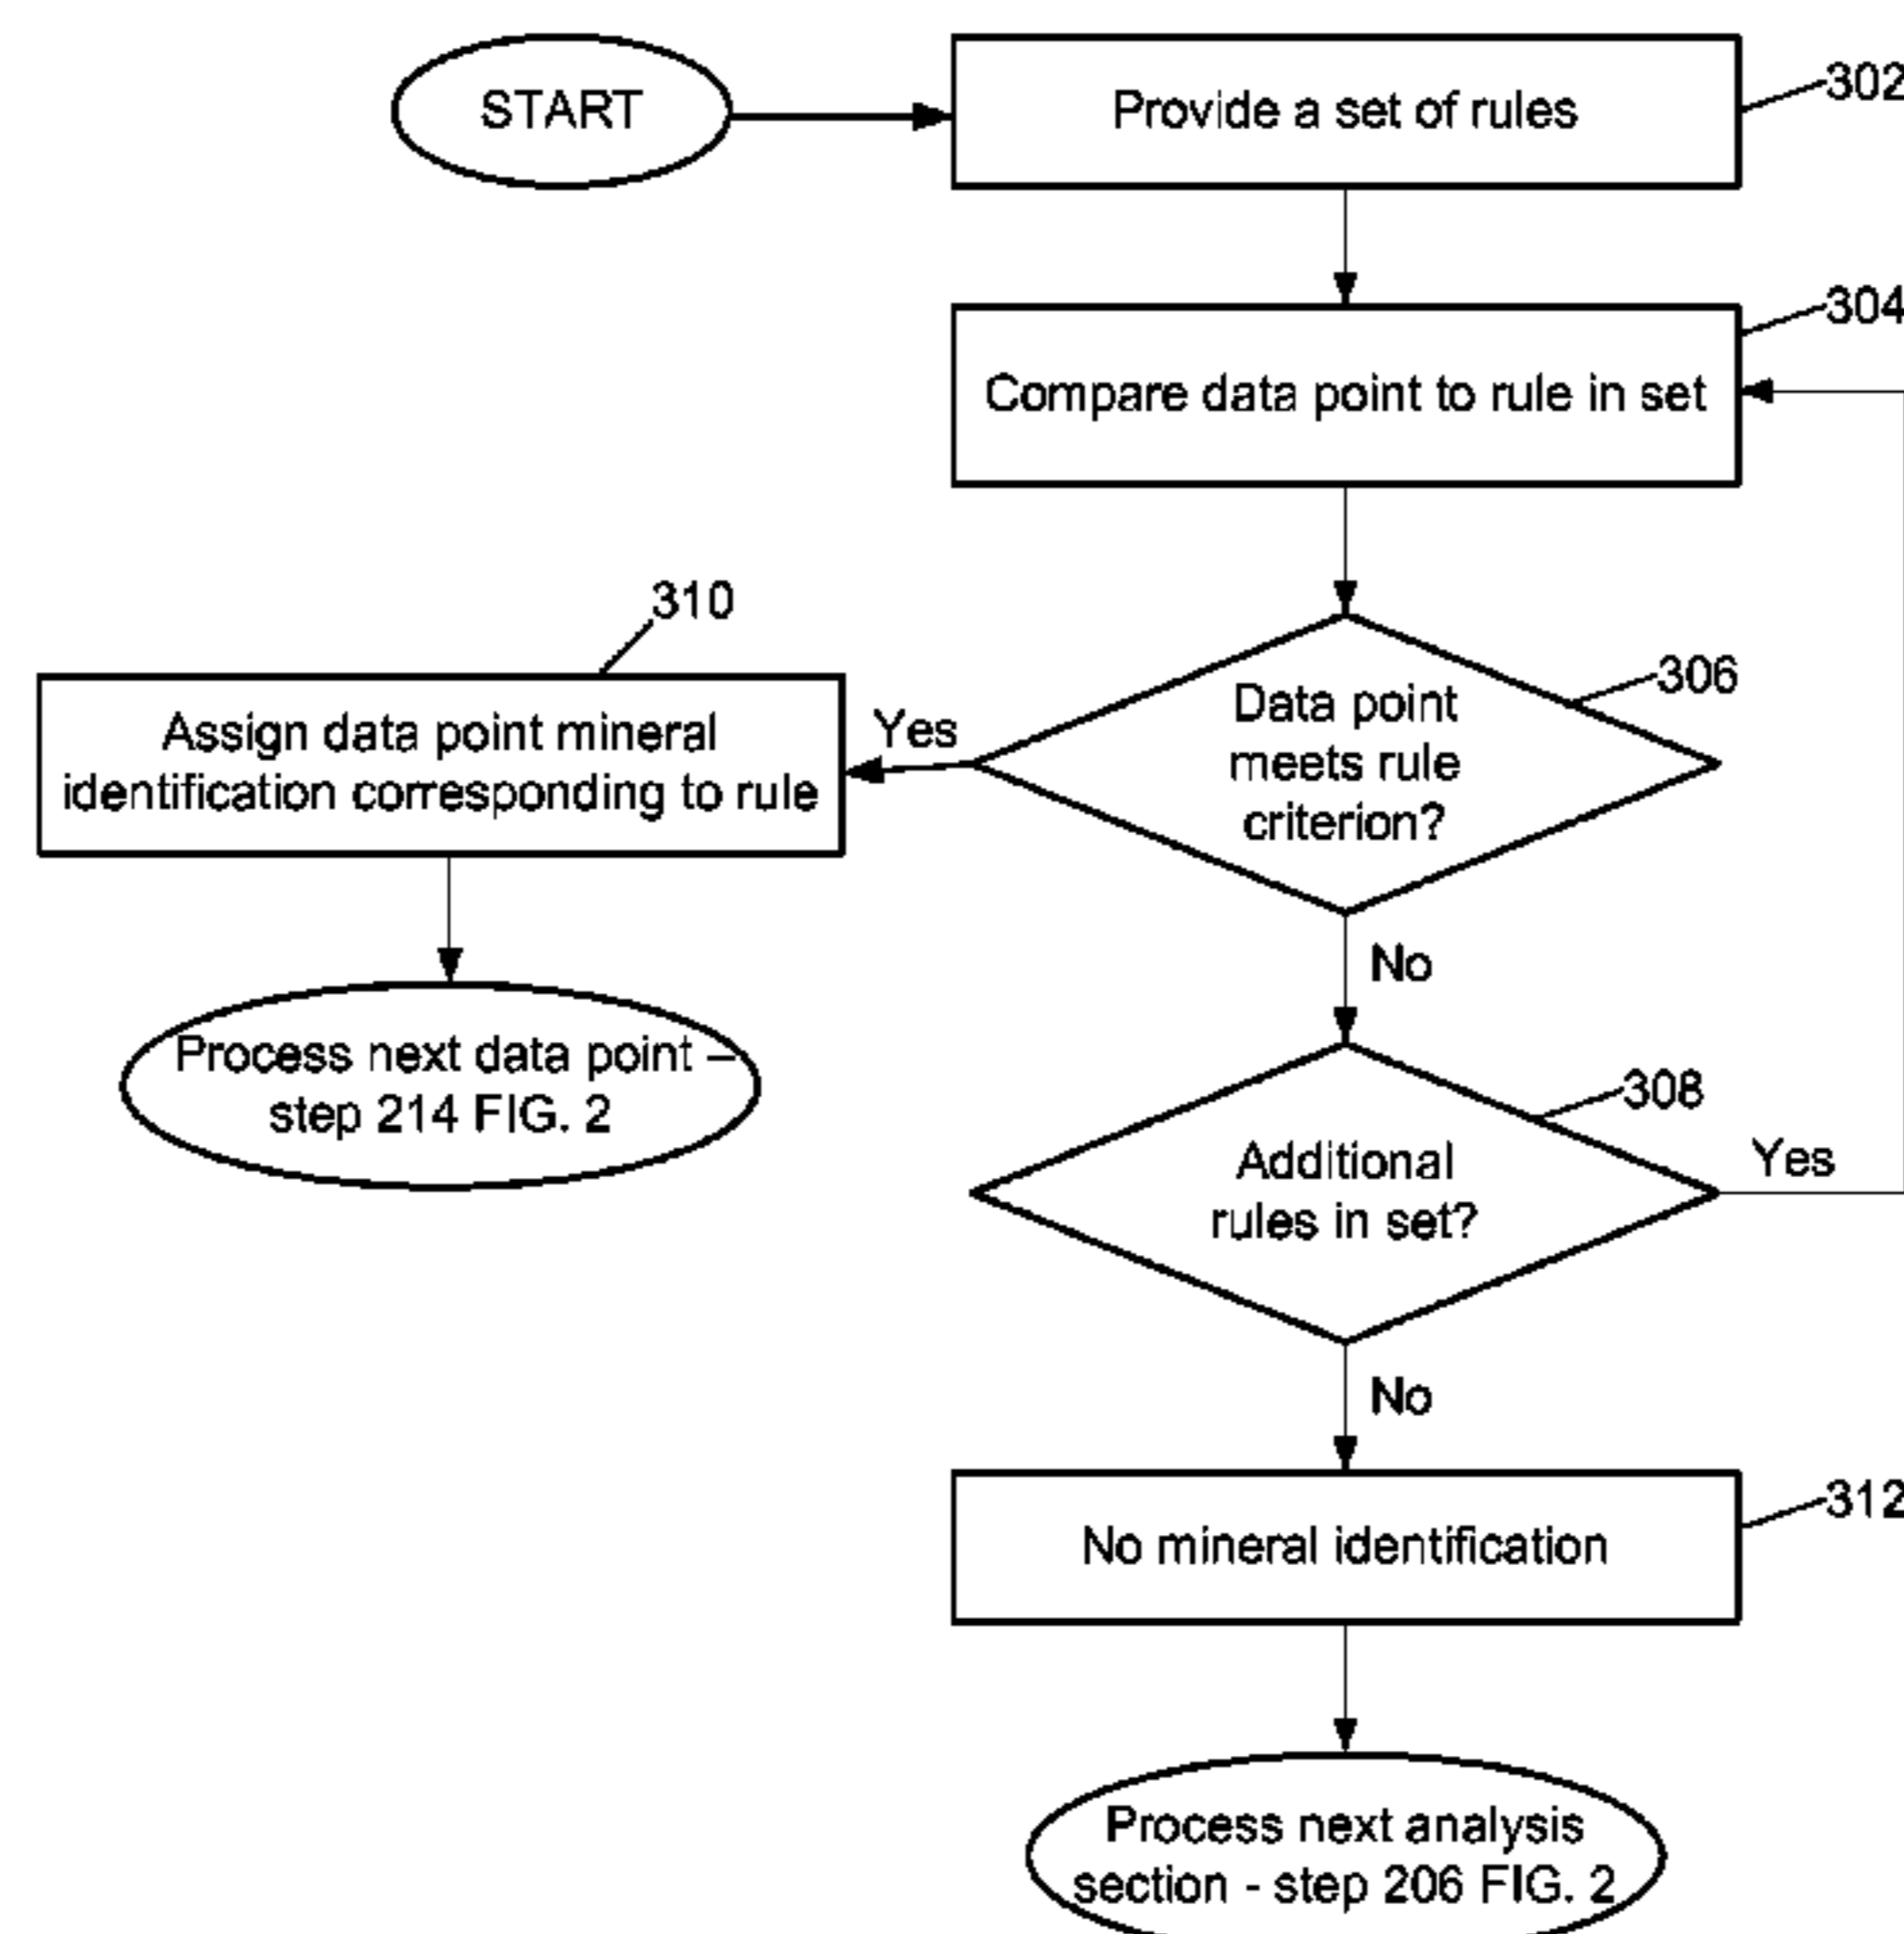 START
Provide a set of rules
302
304
Compare data point to rule in set
310
306
Data point
meets rule
criterion?
Yes
Assign data point mineral
identification corresponding to rule
No
Process next data point –
step 214 FIG. 2
308
Additional
rules in set?
Yes
No
312
No mineral identification
Process next analysis
section - step 206 FIG. 2